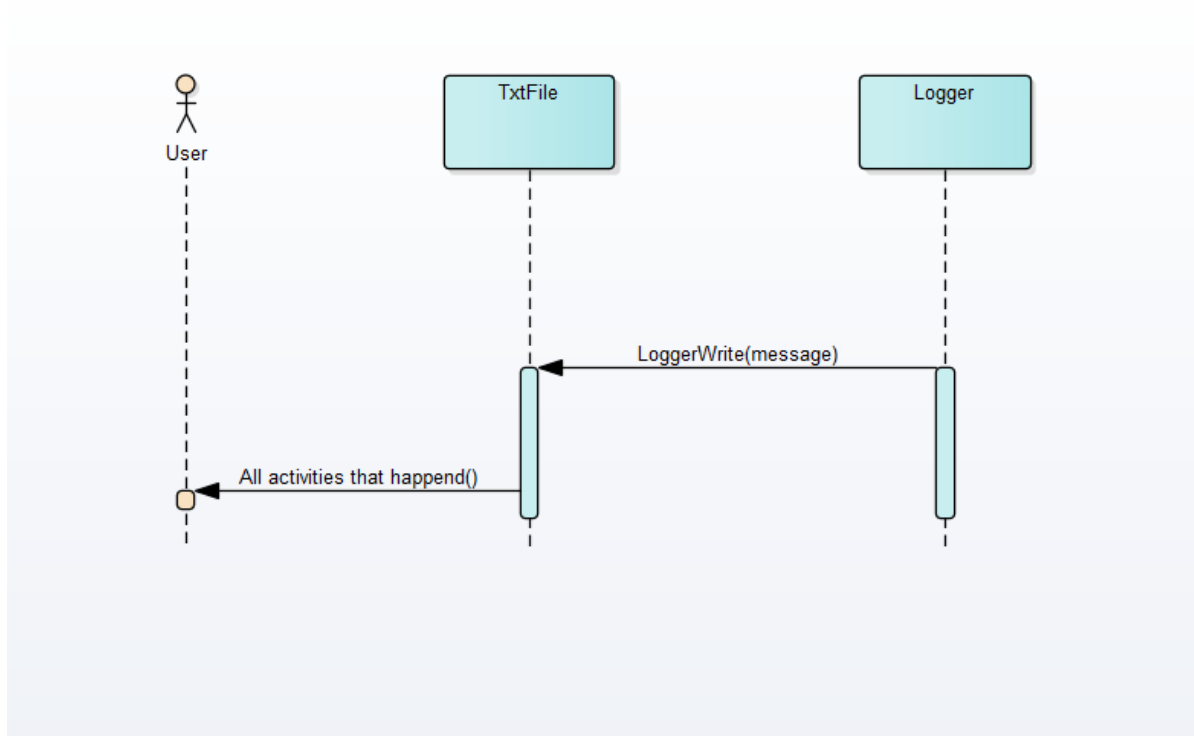 TxtFile
Logger
User
LoggerWrite(message)
All activities that happend()